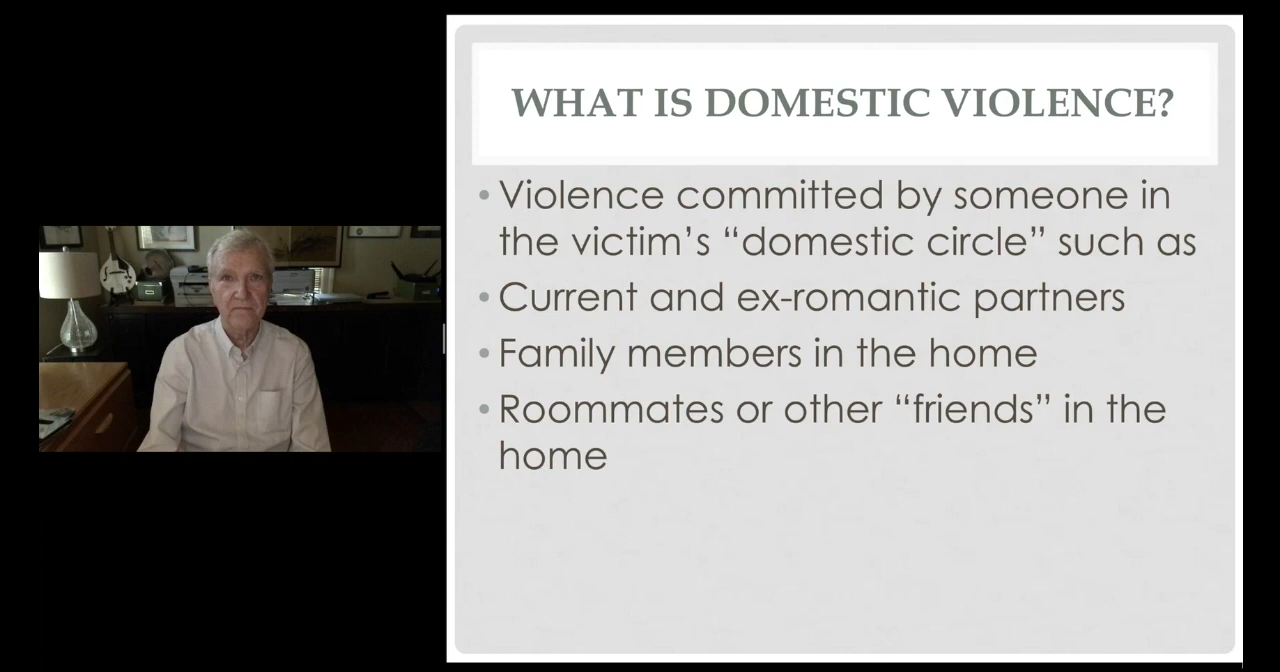 WHAT IS DOMESTIC VIOLENCE?
• Violence committed by someone in
the victim’s “domestic circle” such as
• Current and ex-romantic partners
• Family members in the home
• Roommates or other “friends” in the
home